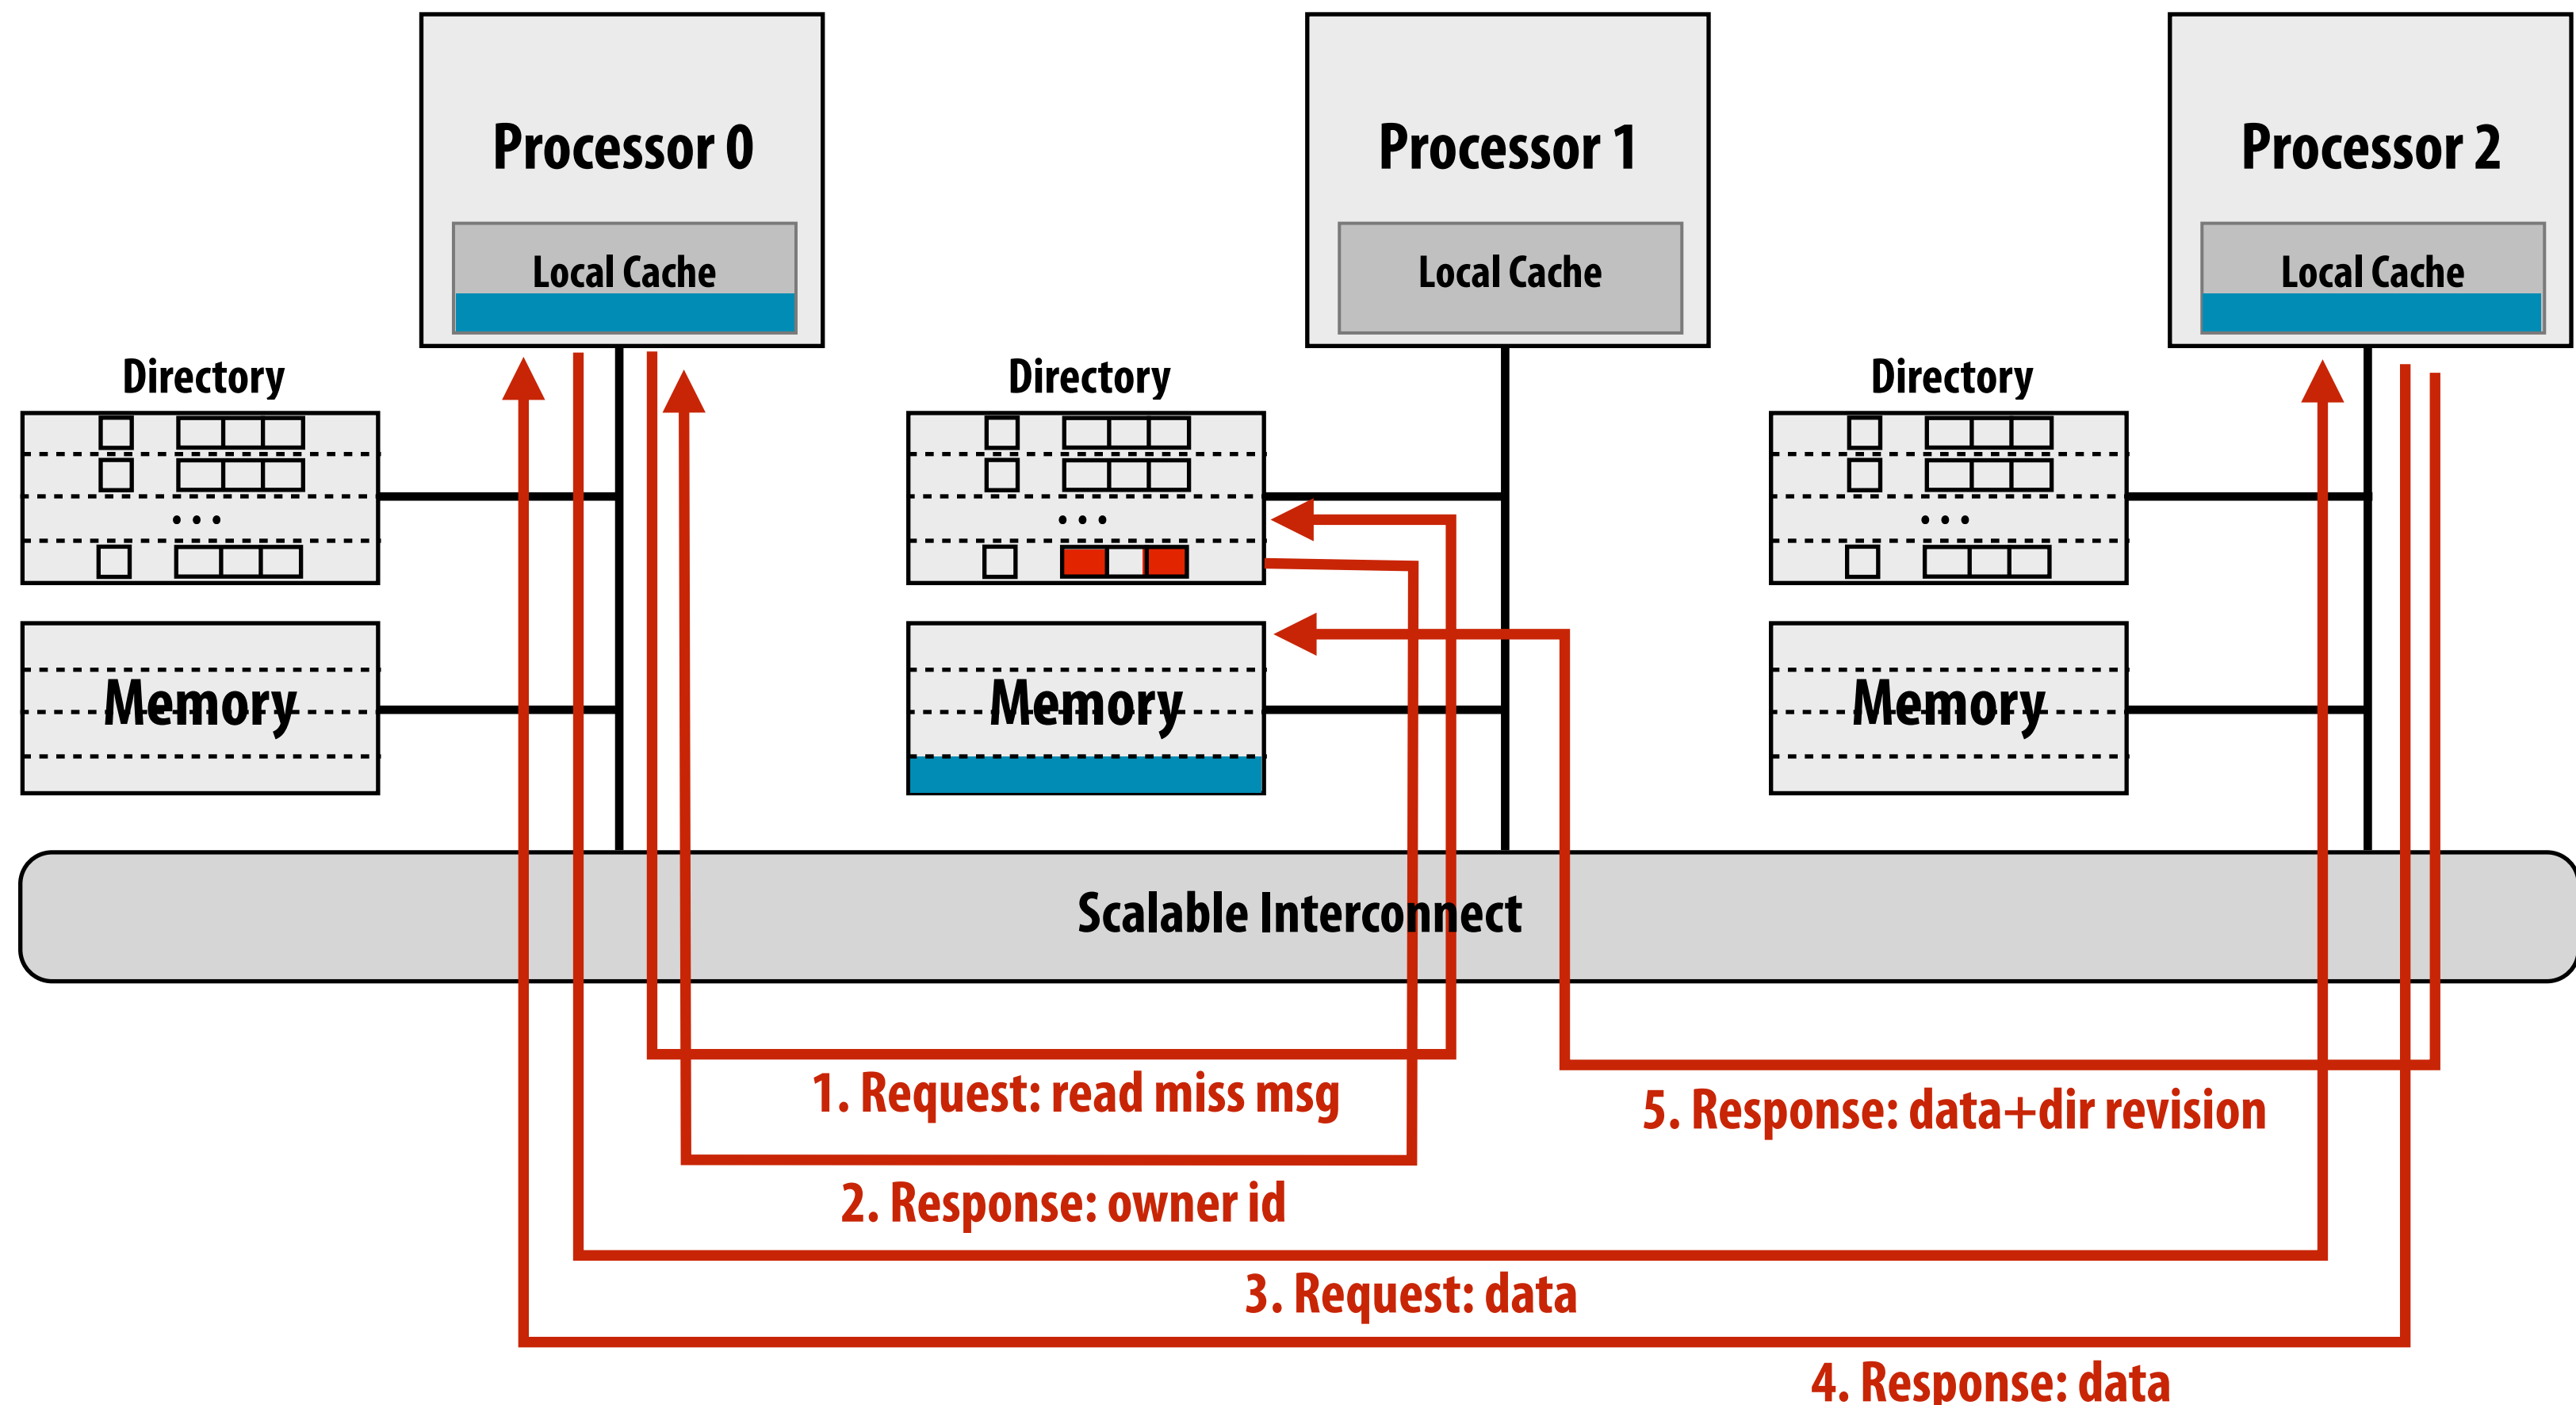 Processor 0
Processor 1
Processor 2
Local Cache
Local Cache
Local Cache
Directory
Directory
Directory
• • •
• • •
• • •
Memory
Memory
Memory
Scalable Interconnect
1. Request: read miss msg
5. Response: data+dir revision
2. Response: owner id
3. Request: data
4. Response: data